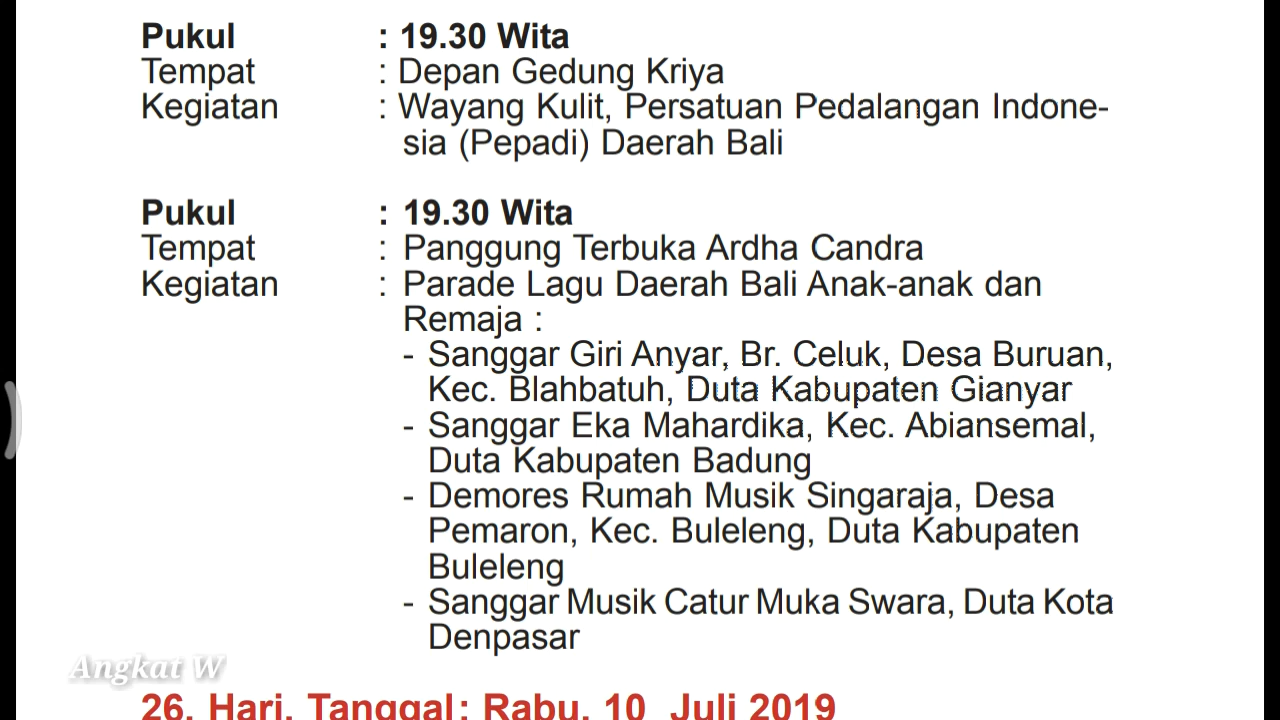 Pukul : 19.30 Wita
Tempat : Depan Gedung Kriya
Kegiatan : Wayang Kulit, Persatuan Pedalangan Indone-
sia (Pepadi) Daerah Bali
Pukul : 19.30 Wita
Tempat : Panggung Terbuka Ardha Candra
Kegiatan : Parade Lagu Daerah Bali Anak-anak dan
Remaja :
- Sanggar Giri Anyar, Br. Celuk, Desa Buruan,
Kec. Blahbatuh, Duta Kabupaten Gianyar
- Sanggar Eka Mahardika, Kec. Abiansemal,
Duta Kabupaten Badung
- Demores Rumah Musik Singaraja, Desa
Pemaron, Kec. Buleleng, Duta Kabupaten
Buleleng
- Sanggar Musik Catur Muka Swara, Duta Kota
Denpasar
Angkat W
26. Hari, Tanggal: Rabu, 10 Juli 2019